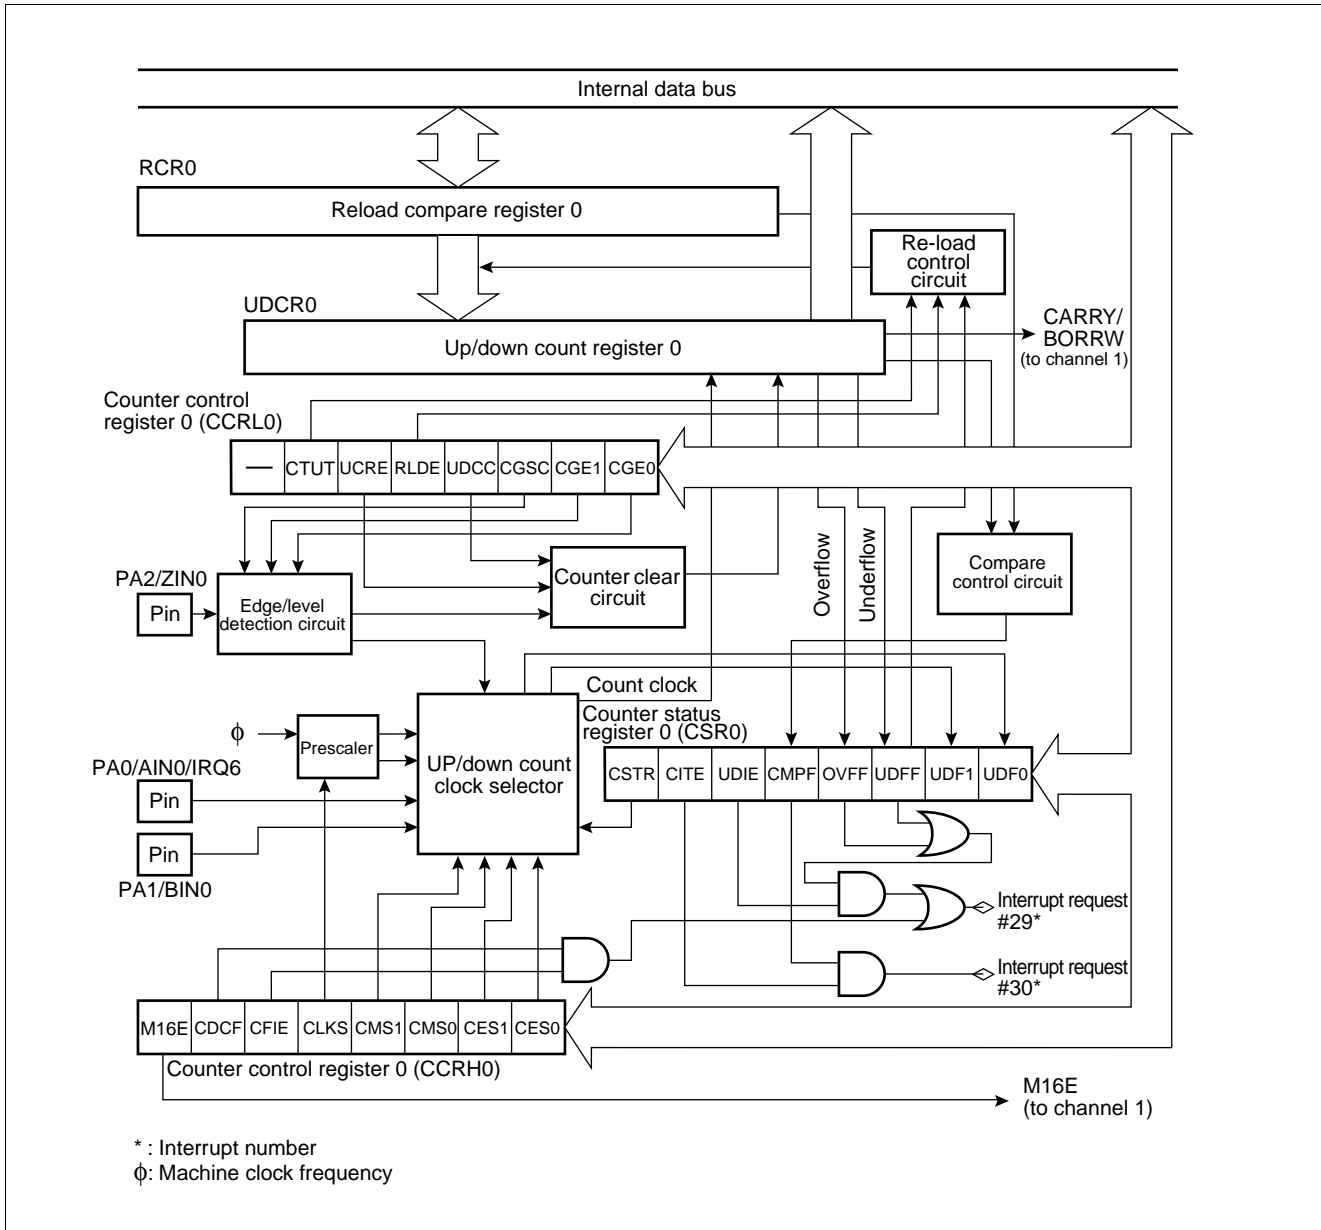 Internal data bus
RCR0
Reload compare register 0
Re-load
control
circuit
UDCR0
Up/down count register 0
CARRY/
BORRW
(to channel 1)
Counter control
register 0 (CCRL0)
— CTUT UCRE RLDE UDCC CGSC CGE1 CGE0
Overflow
Underflow
Compare
control circuit
Counter clear
circuit
PA2/ZIN0
Pin
Edge/level
detection circuit
Count clock
Counter status
register 0 (CSR0)
ϕ
Prescaler
UP/down count
clock selector
CSTR CITE UDIE CMPF OVFF UDFF UDF1 UDF0
PA0/AIN0/IRQ6
Pin
Pin
PA1/BIN0
Interrupt request
#29*
Interrupt request
#30*
M16E CDCF CFIE CLKS CMS1 CMS0 CES1 CES0
Counter control register 0 (CCRH0)
M16E
(to channel 1)
* : Interrupt number
ϕ: Machine clock frequency